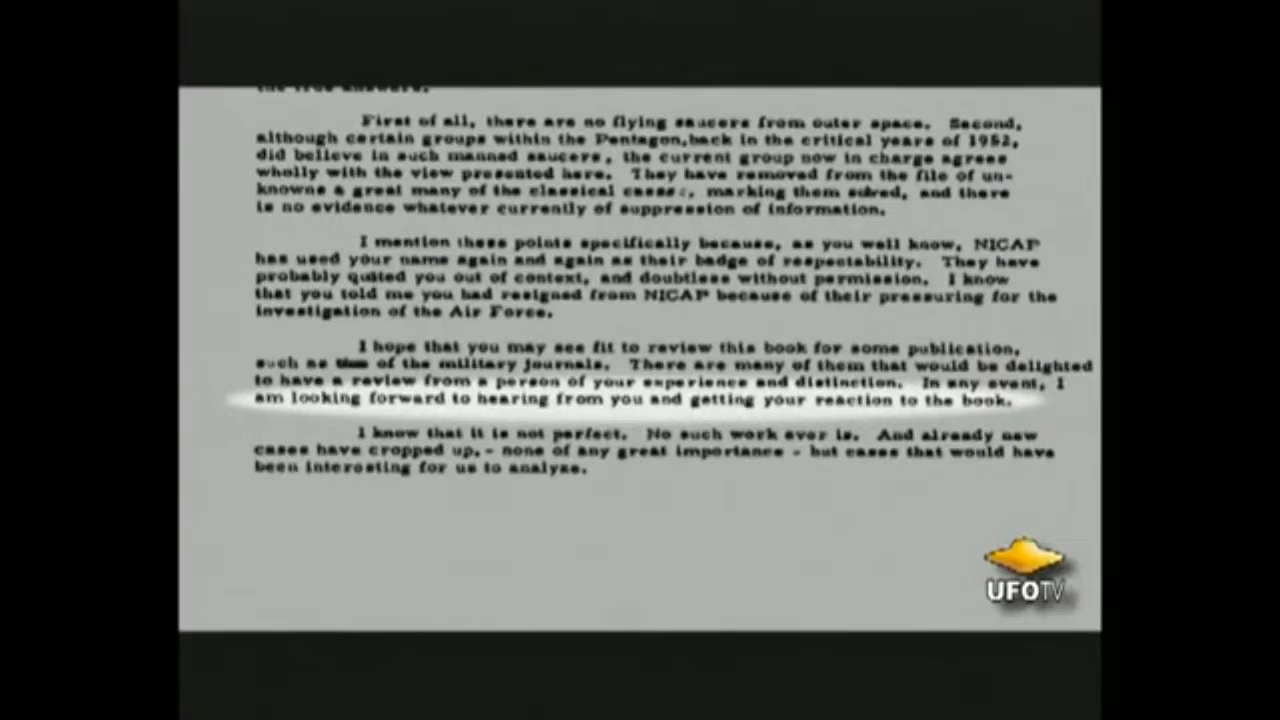 the true answers.
First of all, there are no flying saucers from outer space. Second,
although certain groups within the Pentagon, back in the critical years of 1952,
did believe in such manned saucers, the current group now in charge agrees
wholly with the view presented here. They have removed from the file of un-
knowns a great many of the classical cases, marking them solved, and there
is no evidence whatever currently of suppression of information.
I mention these points specifically because, as you well know, NICAP
has used your name again and again as their badge of respectability. They have
probably quoted you out of context, and doubtless without permission. I know
that you told me you had resigned from NICAP because of their pressuring for the
investigation of the Air Force.
I hope that you may see fit to review this book for some publication,
such as of the military journals. There are many of them that would be delighted
to have a review from a person of your experience and distinction. In any event, I
am looking forward to hearing from you and getting your reaction to the book.
I know that it is not perfect. No such work ever is. And already new
cases have cropped up, - none of any great importance - but cases that would have
been interesting for us to analyze.
UFOTV